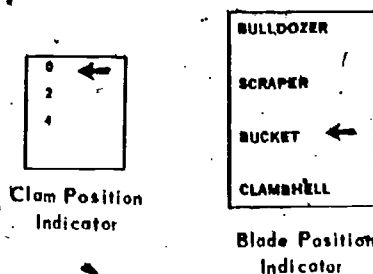 0
2
4
Clam Position
Indicator
BULLDOZER
SCRAPER
BUCKET
CLAMSHELL
Blade Position
Indicator